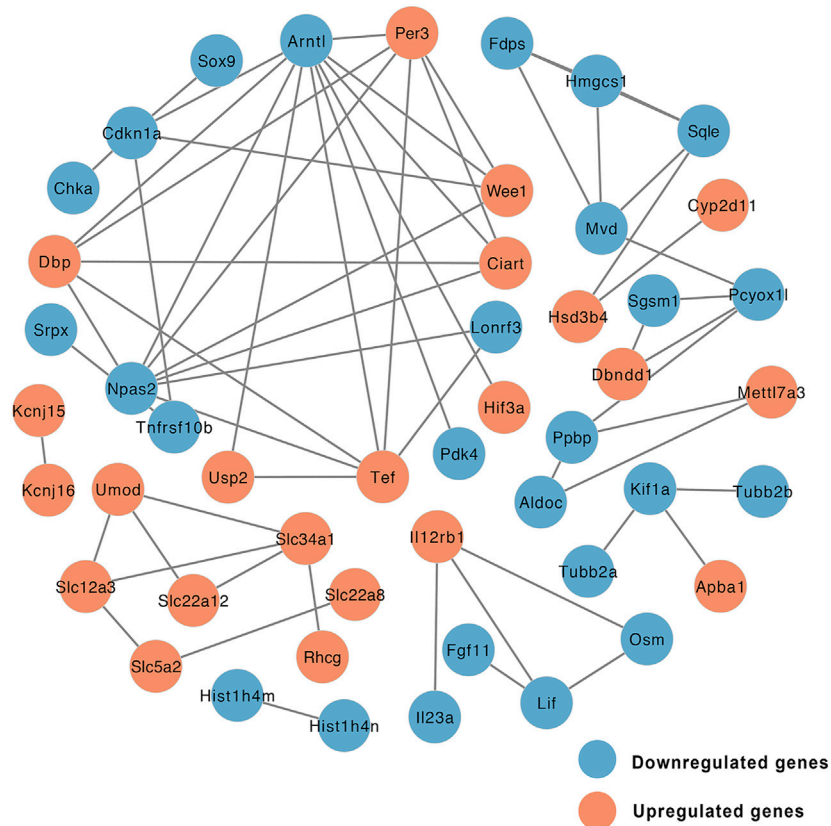 Arntl
Per3
Sox9
Fdps
Hmgcs1
Cdkn1a
Sqle
Chka
Wee1
Cyp2d11
Mvd
Dbp
Ciart
Sgsm1
Pcyox1l
Srpx
Lonrf3
Hsd3b4
Npas2
Dbndd1
Mettl7a3
Kcnj15
Tnfrsf10b
Hif3a
Ppbp
Pdk4
Kcnj16
Umod
Usp2
Tef
Aldoc
Kif1a
Tubb2b
Slc34a1
Il12rb1
Slc12a3
Slc22a12
Slc22a8
Tubb2a
Apba1
Slc5a2
Rhcg
Fgf11
Osm
Hist1h4m
Hist1h4n
Il23a
Lif
Downregulated genes
Upregulated genes